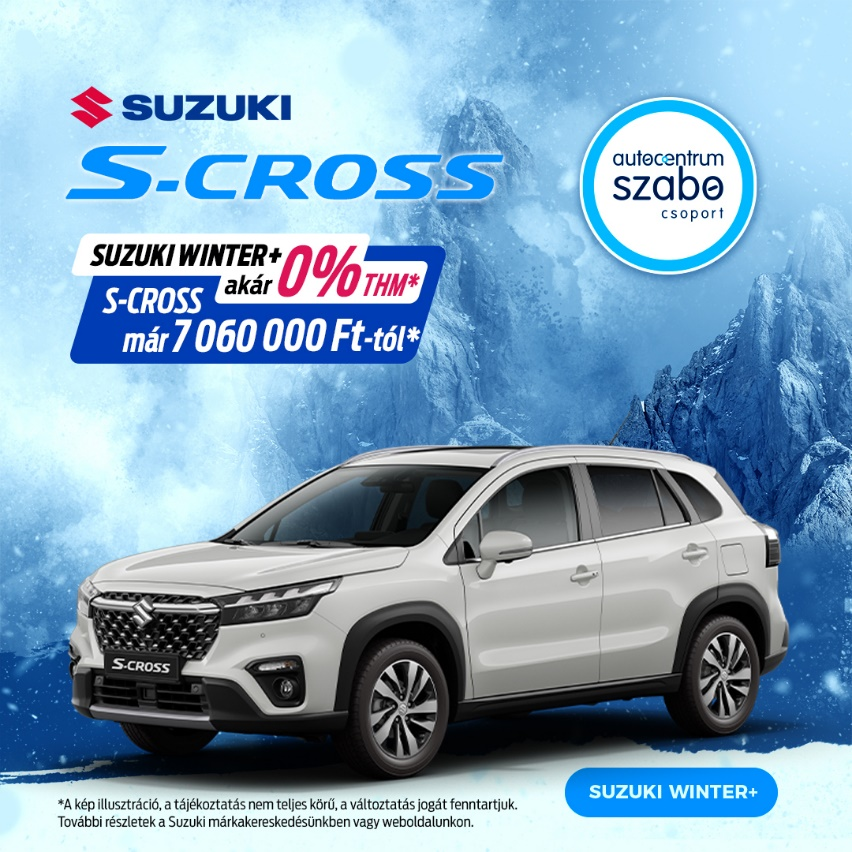 SUZUKI
S-CROSS
autocentrum
szabo
csoport
SUZUKI WINTER+
akár 0% THM*
S-CROSS
már 7 060 000 Ft-tól*
S-CROSS
*A kép illusztráció, a tájékoztatás nem teljes körű, a változtatás jogát fenntartjuk.
További részletek a Suzuki márkakereskedésünkben vagy weboldalunkon.
SUZUKI WINTER+